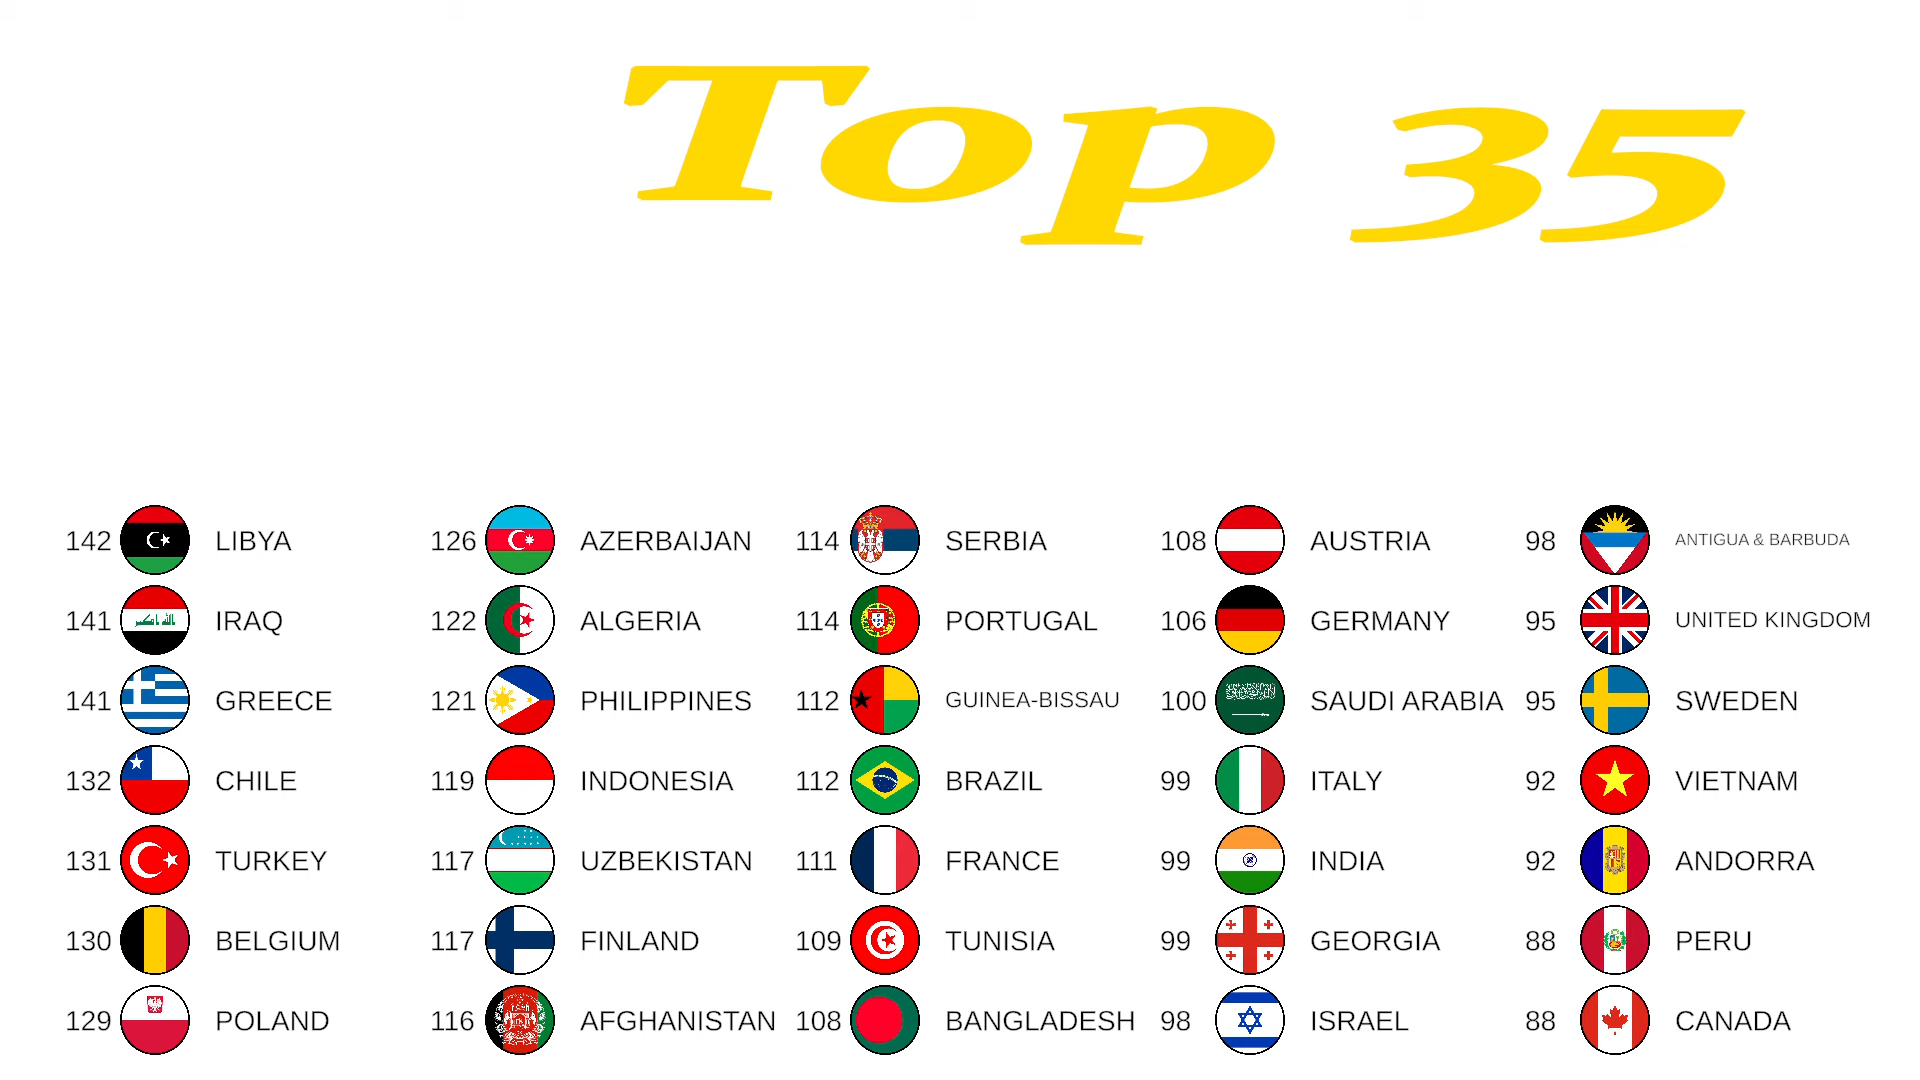 Top 35
142 LIBYA
141 IRAQ
141 GREECE
132 CHILE
131 TURKEY
130 BELGIUM
129 POLAND
126 AZERBAIJAN
122 ALGERIA
121 PHILIPPINES
119 INDONESIA
117 UZBEKISTAN
117 FINLAND
116 AFGHANISTAN
114 SERBIA
114 PORTUGAL
112 GUINEA-BISSAU
112 BRAZIL
111 FRANCE
109 TUNISIA
108 BANGLADESH
108 AUSTRIA
106 GERMANY
100 SAUDI ARABIA
99 ITALY
99 INDIA
99 GEORGIA
98 ISRAEL
98 ANTIGUA & BARBUDA
95 UNITED KINGDOM
95 SWEDEN
92 VIETNAM
92 ANDORRA
88 PERU
88 CANADA